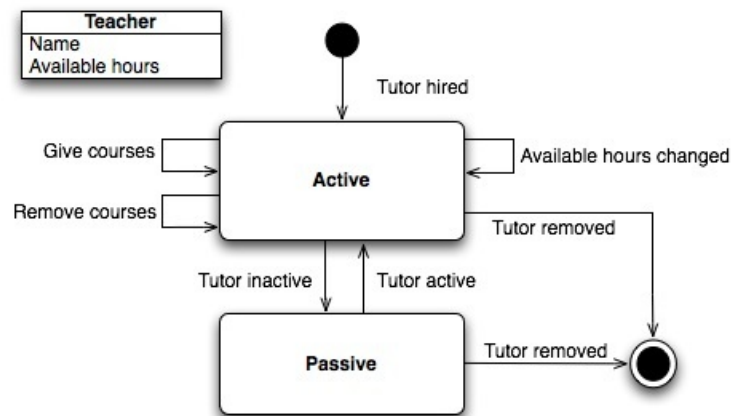 Teacher
Name
Available hours
Tutor hired
Give courses
Active
Available hours changed
Remove courses
Tutor removed
Tutor inactive
Tutor active
Passive
Tutor removed